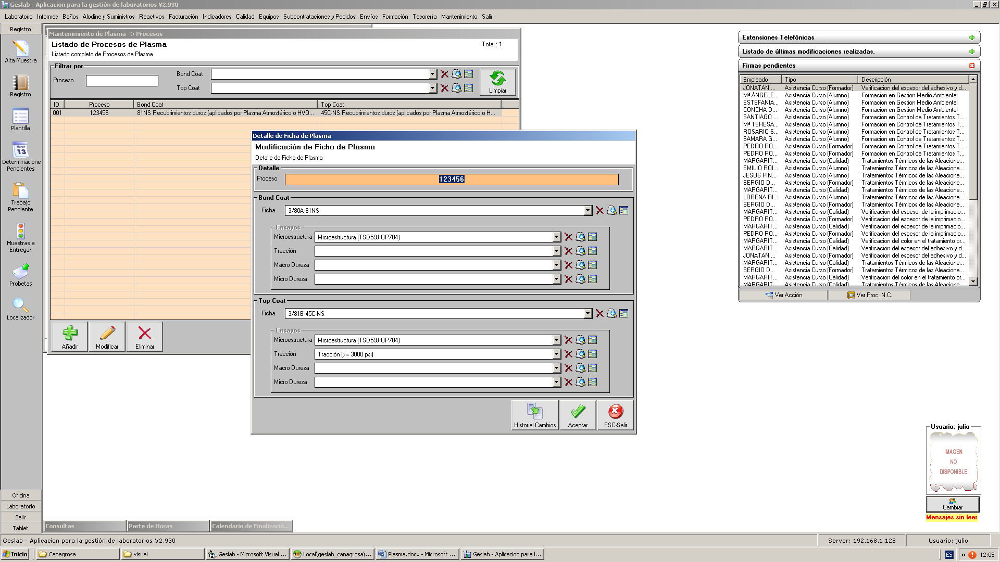 Geslab - Aplicacion para la gestión de laboratorios V2.930
Laboratorio Informes Baños Alodine y Suministros Reactivos Facturación Indicadores Calidad Equipos Subcontrataciones y Pedidos Envíos Formación Tesorería Mantenimiento Salir
Registro
Alta Muestra
Registro
Plantilla
March
13
Determinacione
Pendientes
Trabajo
Pendiente
Muestras a
Entregar
Probetas
Localizador
Oficina
Laboratorio
Salir
Tablet
Mantenimiento de Plasma -> Procesos
Listado de Procesos de Plasma
Total : 1
Listado completo de Procesos de Plasma
Filtrar por
Proceso
Bond Coat
Top Coat
Limpiar
ID Proceso Bond Coat Top Coat
001 123456 81NS Recubrimientos duros (aplicados por Plasma Atmosférico o HVO... 45C-NS Recubrimientos duros (aplicados por Plasma Atmosférico o H...
Añadir
Modificar
Eliminar
Detalle de Ficha de Plasma
Modificación de Ficha de Plasma
Detalle de Ficha de Plasma
Detalle
Proceso 123456
Bond Coat
Ficha 3/80A-81NS
Ensayos
Microestructura Microestructura (TSD59J OP704)
Tracción
Macro Dureza
Micro Dureza
Top Coat
Ficha 3/81B-45C-NS
Ensayos
Microestructura Microestructura (TSD59J OP704)
Tracción Tracción (>= 3000 psi)
Macro Dureza
Micro Dureza
Historial Cambios
Aceptar
ESC-Salir
Extensiones Telefónicas
Listado de últimas modificaciones realizadas.
Firmas pendientes
Empleado Tipo Descripción
JONATAN ... Asistencia Curso (Formador) Verificacion del espesor del adhesivo y d...
Mª ÁNGELE... Asistencia Curso (Alumno) Formacion en Gestion Medio Ambiental
ESTEFANIA... Asistencia Curso (Alumno) Formacion en Gestion Medio Ambiental
CONCHA D... Asistencia Curso (Alumno) Formacion en Gestion Medio Ambiental
SANTIAGO ... Asistencia Curso (Alumno) Formacion en Control de Tratamientos T...
Mª TERESA... Asistencia Curso (Alumno) Formacion en Control de Tratamientos T...
ROSARIO S... Asistencia Curso (Alumno) Formacion en Control de Tratamientos T...
SAMARA G... Asistencia Curso (Alumno) Formacion en Control de Tratamientos T...
PEDRO RO... Asistencia Curso (Alumno) Formacion en Control de Tratamientos T...
PEDRO RO... Asistencia Curso (Formador) Formacion en Control de Tratamientos T...
MARGARIT... Asistencia Curso (Alumno) Tratamientos Térmicos de las Aleacione...
EMILIO ROI... Asistencia Curso (Alumno) Tratamientos Térmicos de las Aleacione...
JESUS PIN... Asistencia Curso (Alumno) Tratamientos Térmicos de las Aleacione...
SERGIO D... Asistencia Curso (Formador) Tratamientos Térmicos de las Aleacione...
MARGARIT... Asistencia Curso (Calidad) Tratamientos Térmicos de las Aleacione...
LORENA RI... Asistencia Curso (Alumno) Tratamientos Térmicos de las Aleacione...
SERGIO D... Asistencia Curso (Formador) Tratamientos Térmicos de las Aleacione...
MARGARIT... Asistencia Curso (Calidad) Verificacion del espesor de la imprimacio...
PEDRO RO... Asistencia Curso (Formador) Verificacion del espesor de la imprimacio...
MARGARIT... Asistencia Curso (Calidad) Verificacion del espesor de la imprimacio...
PEDRO RO... Asistencia Curso (Formador) Verificacion del espesor de la imprimacio...
MARGARIT... Asistencia Curso (Calidad) Verificacion del color en el tratamiento pr...
MARGARIT... Asistencia Curso (Calidad) Verificacion del espesor del adhesivo y d...
JONATAN ... Asistencia Curso (Formador) Verificacion del espesor del adhesivo y d...
MARGARIT... Asistencia Curso (Calidad) Tratamientos Térmicos de las Aleacione...
SERGIO D... Asistencia Curso (Formador) Tratamientos Térmicos de las Aleacione...
MARGARIT... Asistencia Curso (Calidad) Verificacion del color en el tratamiento pr...
MARGARIT... Asistencia Curso (Calidad) Tratamientos Térmicos de las Aleacione...
Ver Acción
Ver Proc. N.C.
Usuario: julio
IMAGEN
NO
DISPONIBLE
Cambiar
Mensajes sin leer
Consultas
Parte de Horas
Calendario de Finalizació...
Geslab - Aplicacion para la gestión de laboratorios V2.930
Server: 192.168.1.128
Usuario: julio
Inicio
Canagrosa
visual
Geslab - Microsoft Visual ...
HS
Local\geslab_canagrosa\,...
Plasma.docx - Microsoft ...
Geslab - Aplicacion para l...
ES
«
12:05